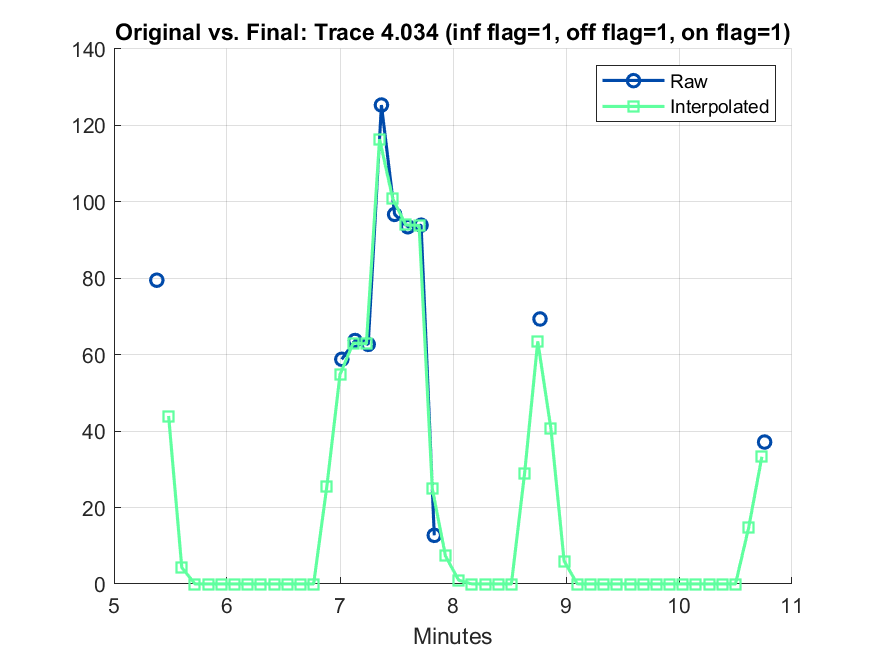 Original vs. Final: Trace 4.034 (inf flag=1, off flag=1, on flag=1)
140
120
100
80
60
40
20
0
Raw
Interpolated
5 6 7 8 9 10 11
Minutes